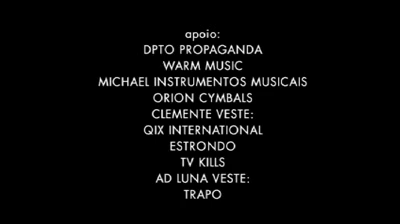 apoio:
DPTO PROPAGANDA
WARM MUSIC
MICHAEL INSTRUMENTOS MUSICAIS
ORION CYMBALS
CLEMENTE VESTE:
QIX INTERNATIONAL
ESTRONDO
TV KILLS
AD LUNA VESTE:
TRAPO